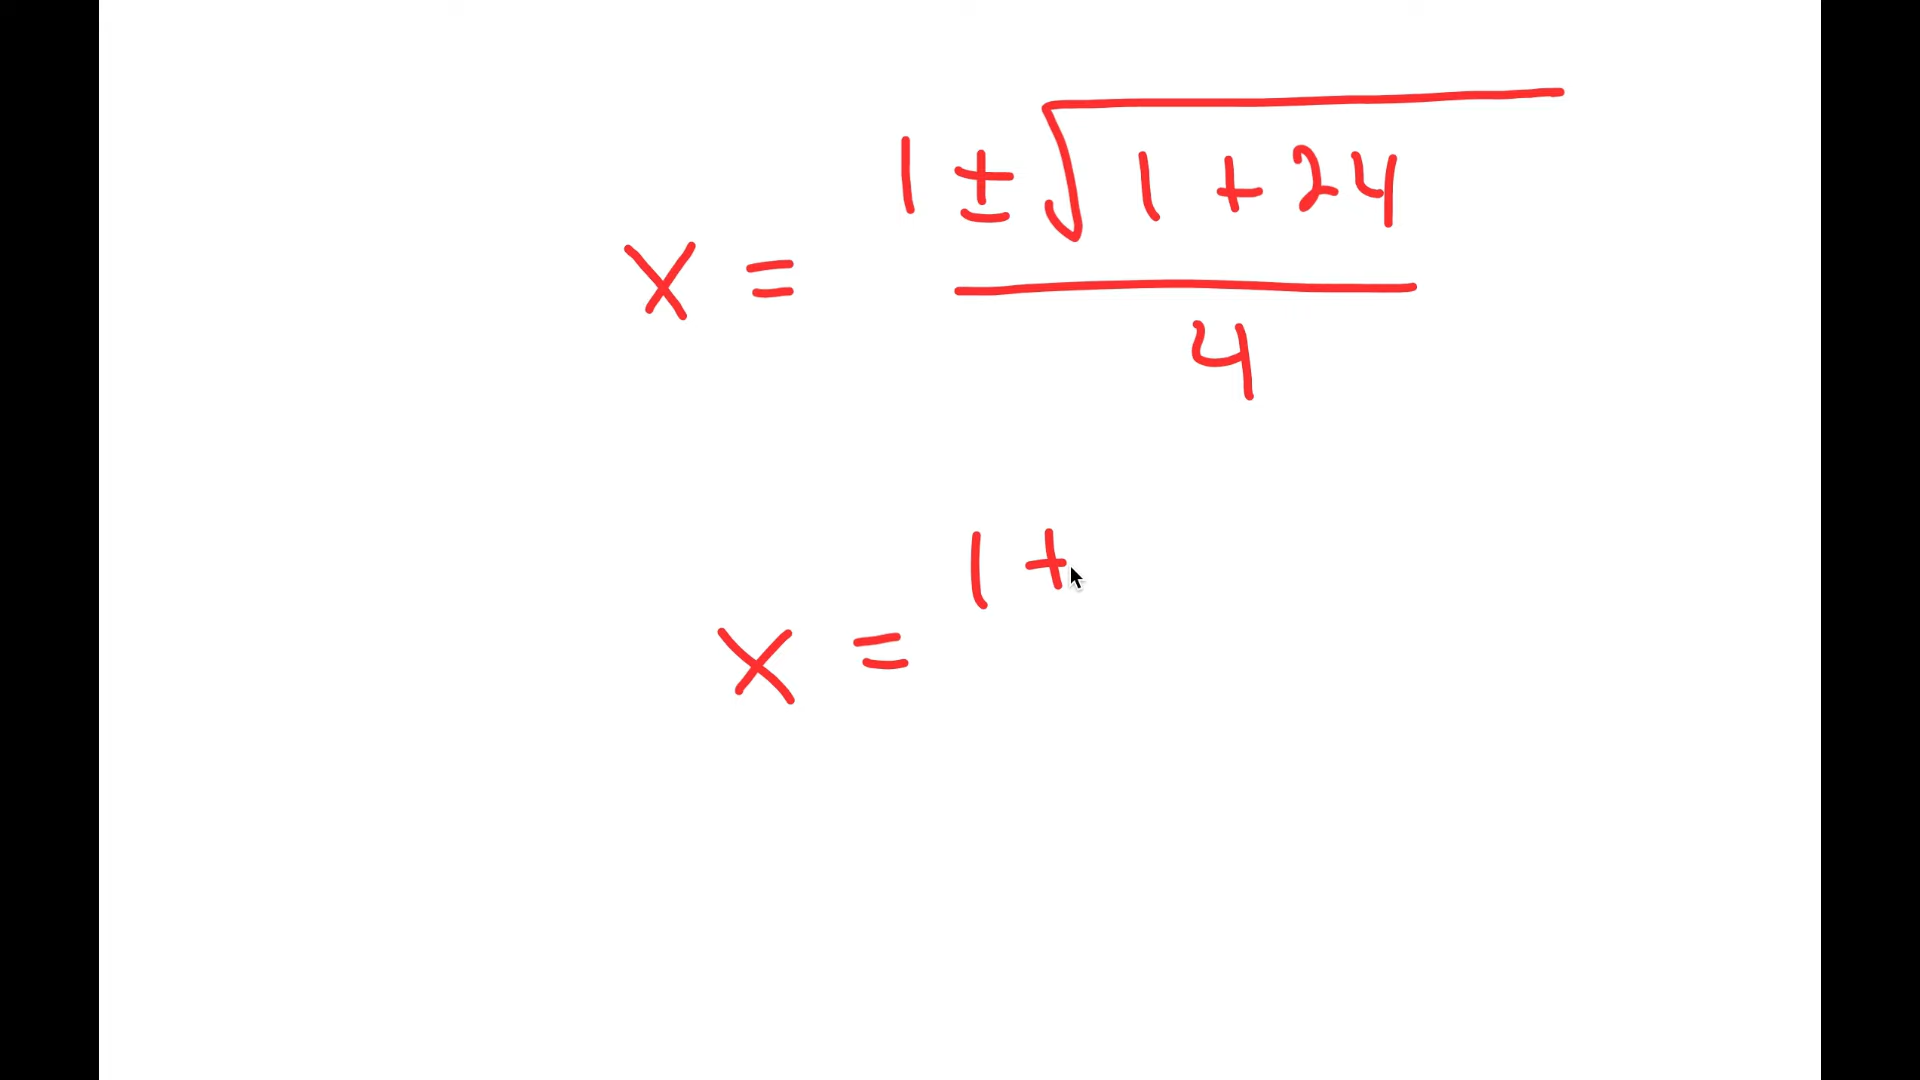 x = 1 ± √(1 + 24) / 4
x = 1 +